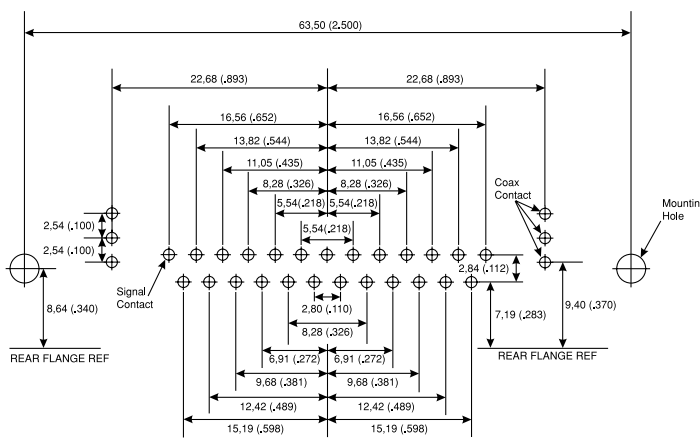 63,50 (2.500)
22,68 (.893) 22,68 (.893)
16,56 (.652) 16,56 (.652)
13,82 (.544) 13,82 (.544)
11,05 (.435) 11,05 (.435)
8,28 (.326) 8,28 (.326)
5,54(.218) 5,54(.218)
5,54(.218)
Coax
Contact
Mountin
Hole
2,54 (.100)
2,54 (.100)
2,84 (.112)
Signal
Contact
8,64 (.340)
2,80 (.110)
7,19 (.283)
9,40 (.370)
8,28 (.326)
REAR FLANGE REF REAR FLANGE REF
6,91 (.272) 6,91 (.272)
9,68 (.381) 9,68 (.381)
12,42 (.489) 12,42 (.489)
15,19 (.598) 15,19 (.598)